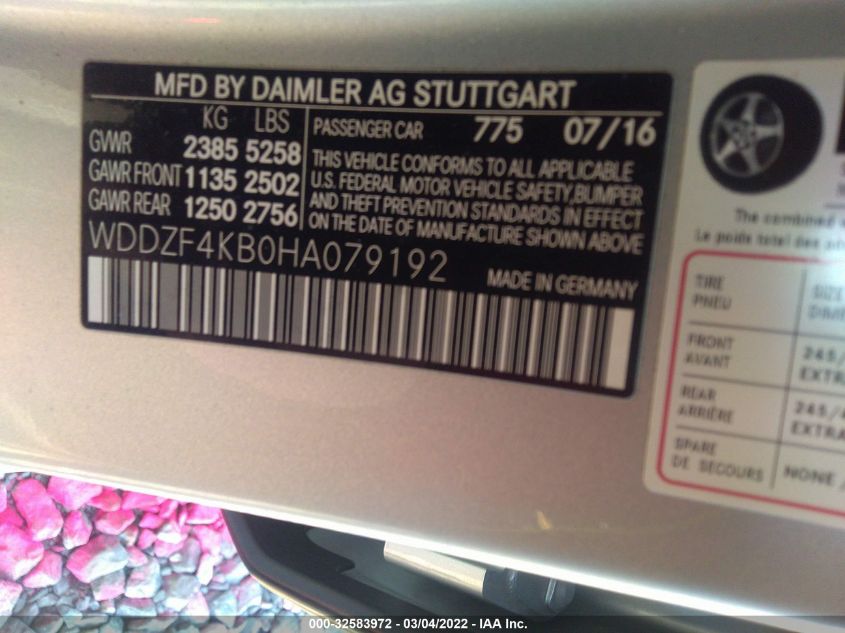 MFD BY DAIMLER AG STUTTGART
KG LBS
GVWR 2385 5258
GAWR FRONT 1135 2502
GAWR REAR 1250 2756
PASSENGER CAR 775 07/16
THIS VEHICLE CONFORMS TO ALL APPLICABLE
U.S. FEDERAL MOTOR VEHICLE SAFETY,BUMPER
AND THEFT PREVENTION STANDARDS IN EFFECT
ON THE DATE OF MANUFACTURE SHOWN ABOVE
WDDZF4KB0HA079192
MADE IN GERMANY
The combined
Le poids total des
TIRE
PNEU
SIZE
FRONT
AVANT
245/
EXTRA
REAR
ARRIÈRE
245/4
EXTRA
SPARE
DE SECOURS
NONE /
000-32583972 - 03/04/2022 - IAA Inc.